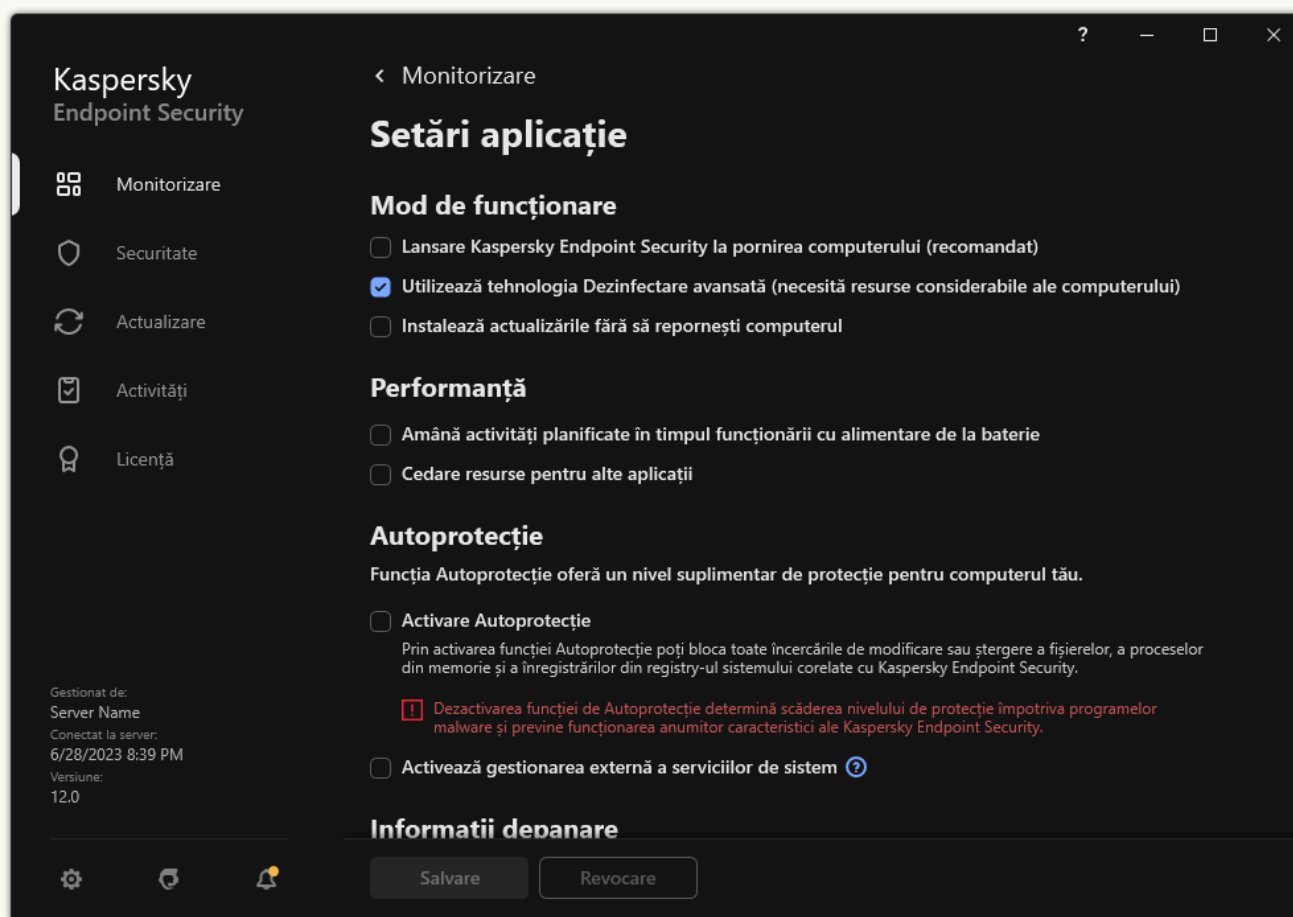 ?
Kaspersky
Endpoint Security
Monitorizare
Securitate
Actualizare
Activități
Licență
Gestionat de:
Server Name
Conectat la server:
6/28/2023 8:39 PM
Versiune:
12.0
Monitorizare
Setări aplicație
Mod de funcționare
Lansare Kaspersky Endpoint Security la pornirea computerului (recomandat)
Utilizează tehnologia Dezinfectare avansată (necesită resurse considerabile ale computerului)
Instalează actualizările fără să repornești computerul
Performanță
Amână activități planificate în timpul funcționării cu alimentare de la baterie
Cedare resurse pentru alte aplicații
Autoprotecție
Funcția Autoprotecție oferă un nivel suplimentar de protecție pentru computerul tău.
Activare Autoprotecție
Prin activarea funcției Autoprotecție poți bloca toate încercările de modificare sau ștergere a fișierelor, a proceselor
din memorie și a înregistrărilor din registry-ul sistemului corelate cu Kaspersky Endpoint Security.
Dezactivarea funcției de Autoprotecție determină scăderea nivelului de protecție împotriva programelor
malware și previne funcționarea anumitor caracteristici ale Kaspersky Endpoint Security.
Activează gestionarea externă a serviciilor de sistem ?
Informații depanare
Salvare
Revocare